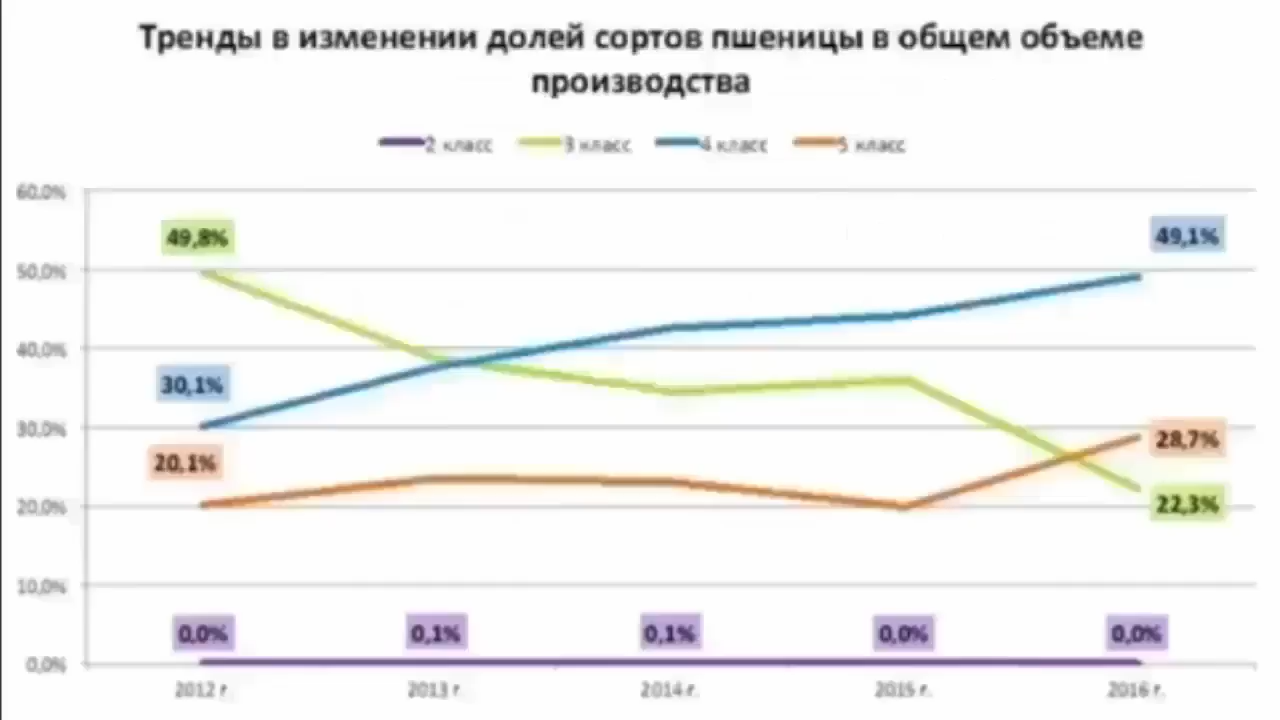 Тренды в изменении долей сортов пшеницы в общем объеме
производства
2 класс 3 класс 4 класс 5 класс
60,0%
49,8%
49,1%
50,0%
40,0%
30,1%
30,0%
28,7%
20,1%
22,3%
20,0%
10,0%
0,0% 0,1% 0,1% 0,0% 0,0%
0,0%
2012 г. 2013 г. 2014 г. 2015 г. 2016 г.